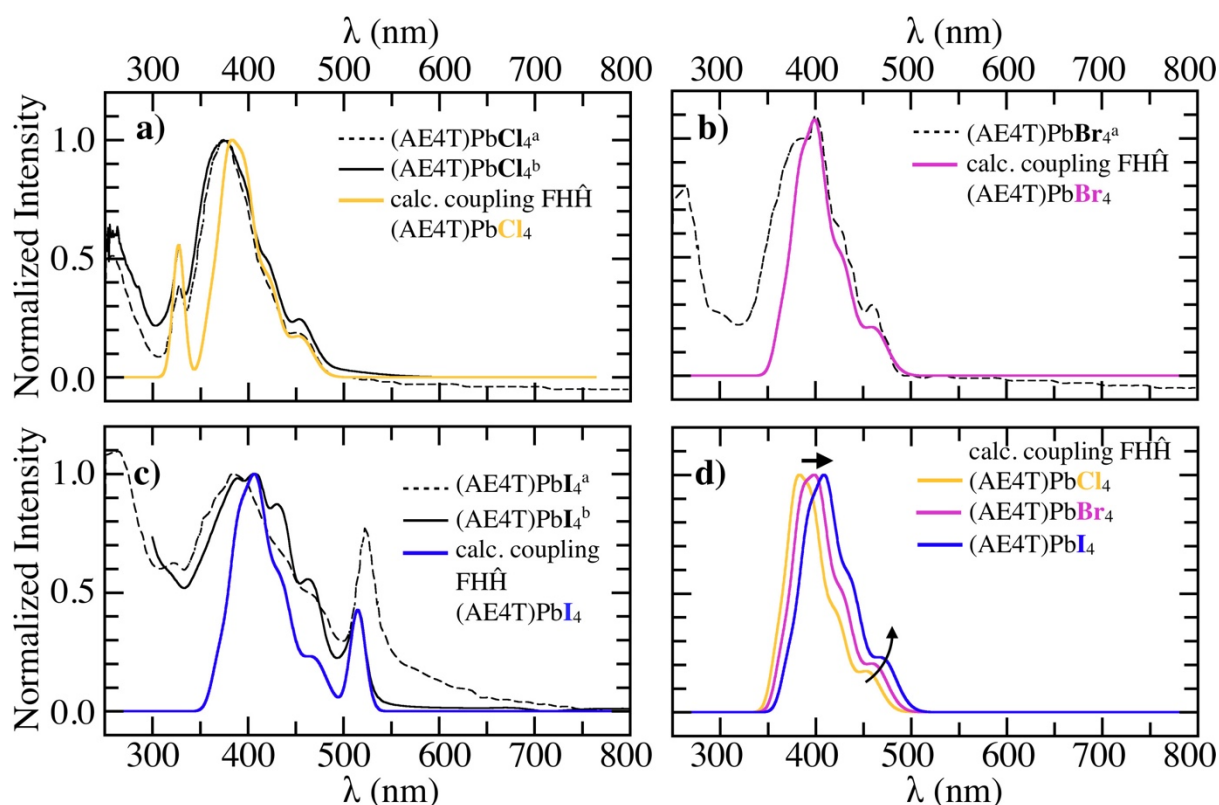 λ (nm)
300 400 500 600 700 800
λ (nm)
300 400 500 600 700 800
Normalized Intensity
1.0
0.5
0.0
a)
(AE4T)PbCl₄ᵃ
(AE4T)PbCl₄ᵇ
calc. coupling FHĤ
(AE4T)PbCl₄
b)
(AE4T)PbBr₄ᵃ
calc. coupling FHĤ
(AE4T)PbBr₄
Normalized Intensity
1.0
0.5
0.0
c)
(AE4T)PbI₄ᵃ
(AE4T)PbI₄ᵇ
calc. coupling
FHĤ
(AE4T)PbI₄
d)
calc. coupling FHĤ
(AE4T)PbCl₄
(AE4T)PbBr₄
(AE4T)PbI₄
300 400 500 600 700 800
λ (nm)
300 400 500 600 700 800
λ (nm)